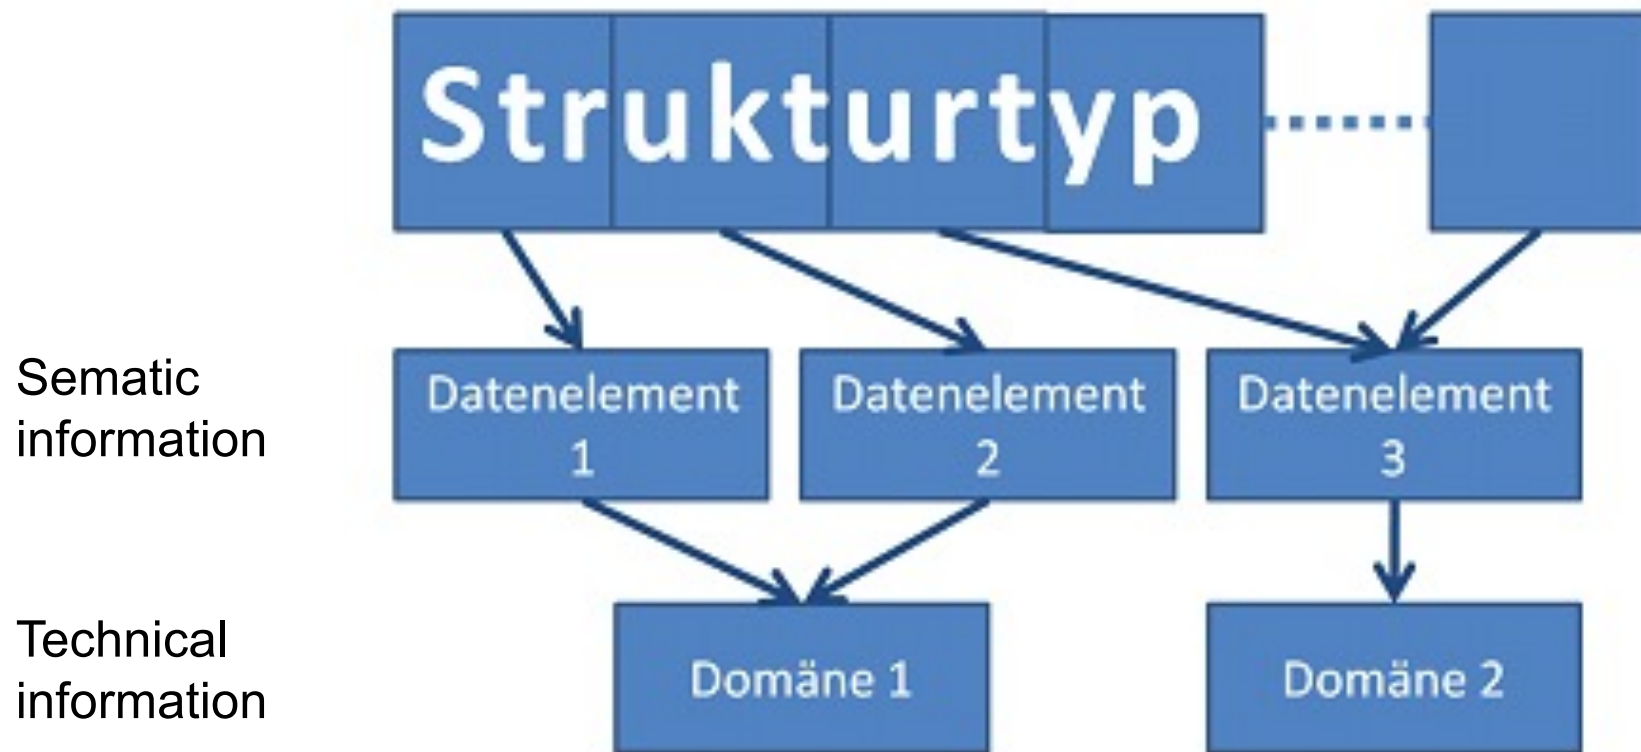 Strukturtyp
Sematic
information
Datenelement
1
Datenelement
2
Datenelement
3
Technical
information
Domäne 1
Domäne 2